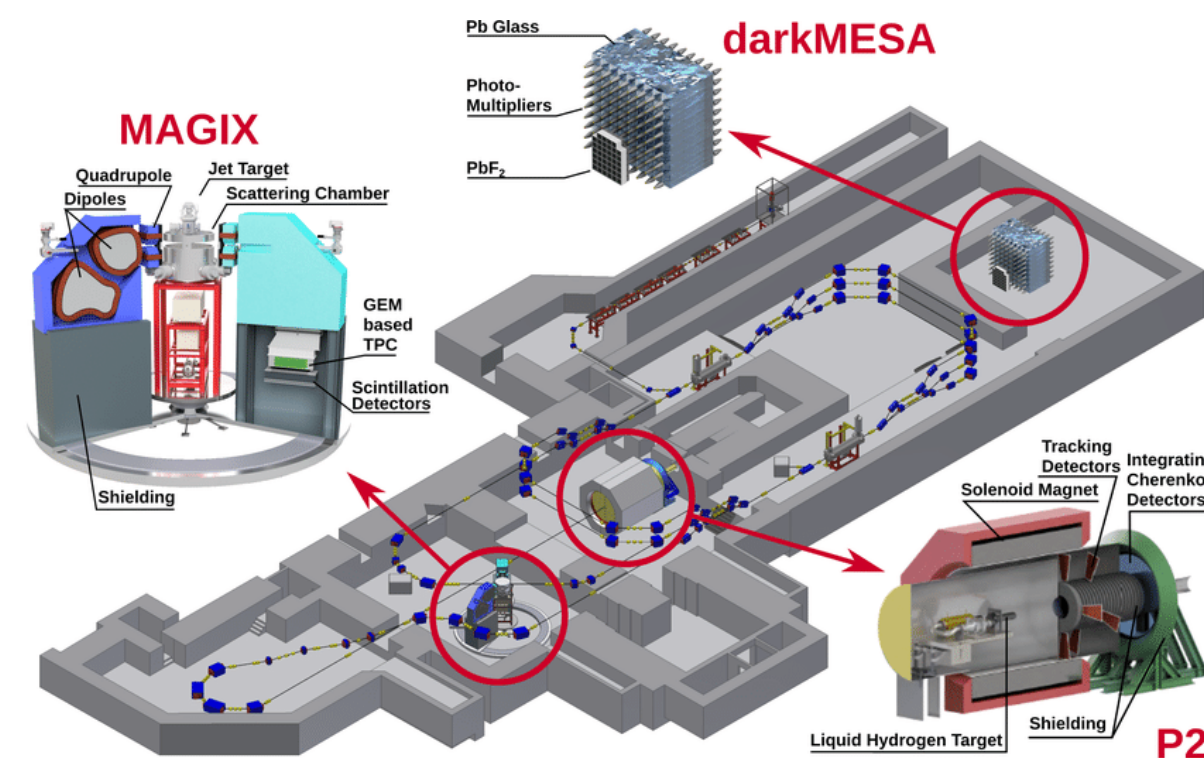 darkMESA
Pb Glass
Photo-
Multipliers
PbF₂
MAGIX
Quadrupole
Dipoles
Jet Target
Scattering Chamber
GEM
based
TPC
Scintillation
Detectors
Shielding
Tracking
Detectors
Integratin
Cherenko
Detectors
Solenoid Magnet
Liquid Hydrogen Target
Shielding
P2